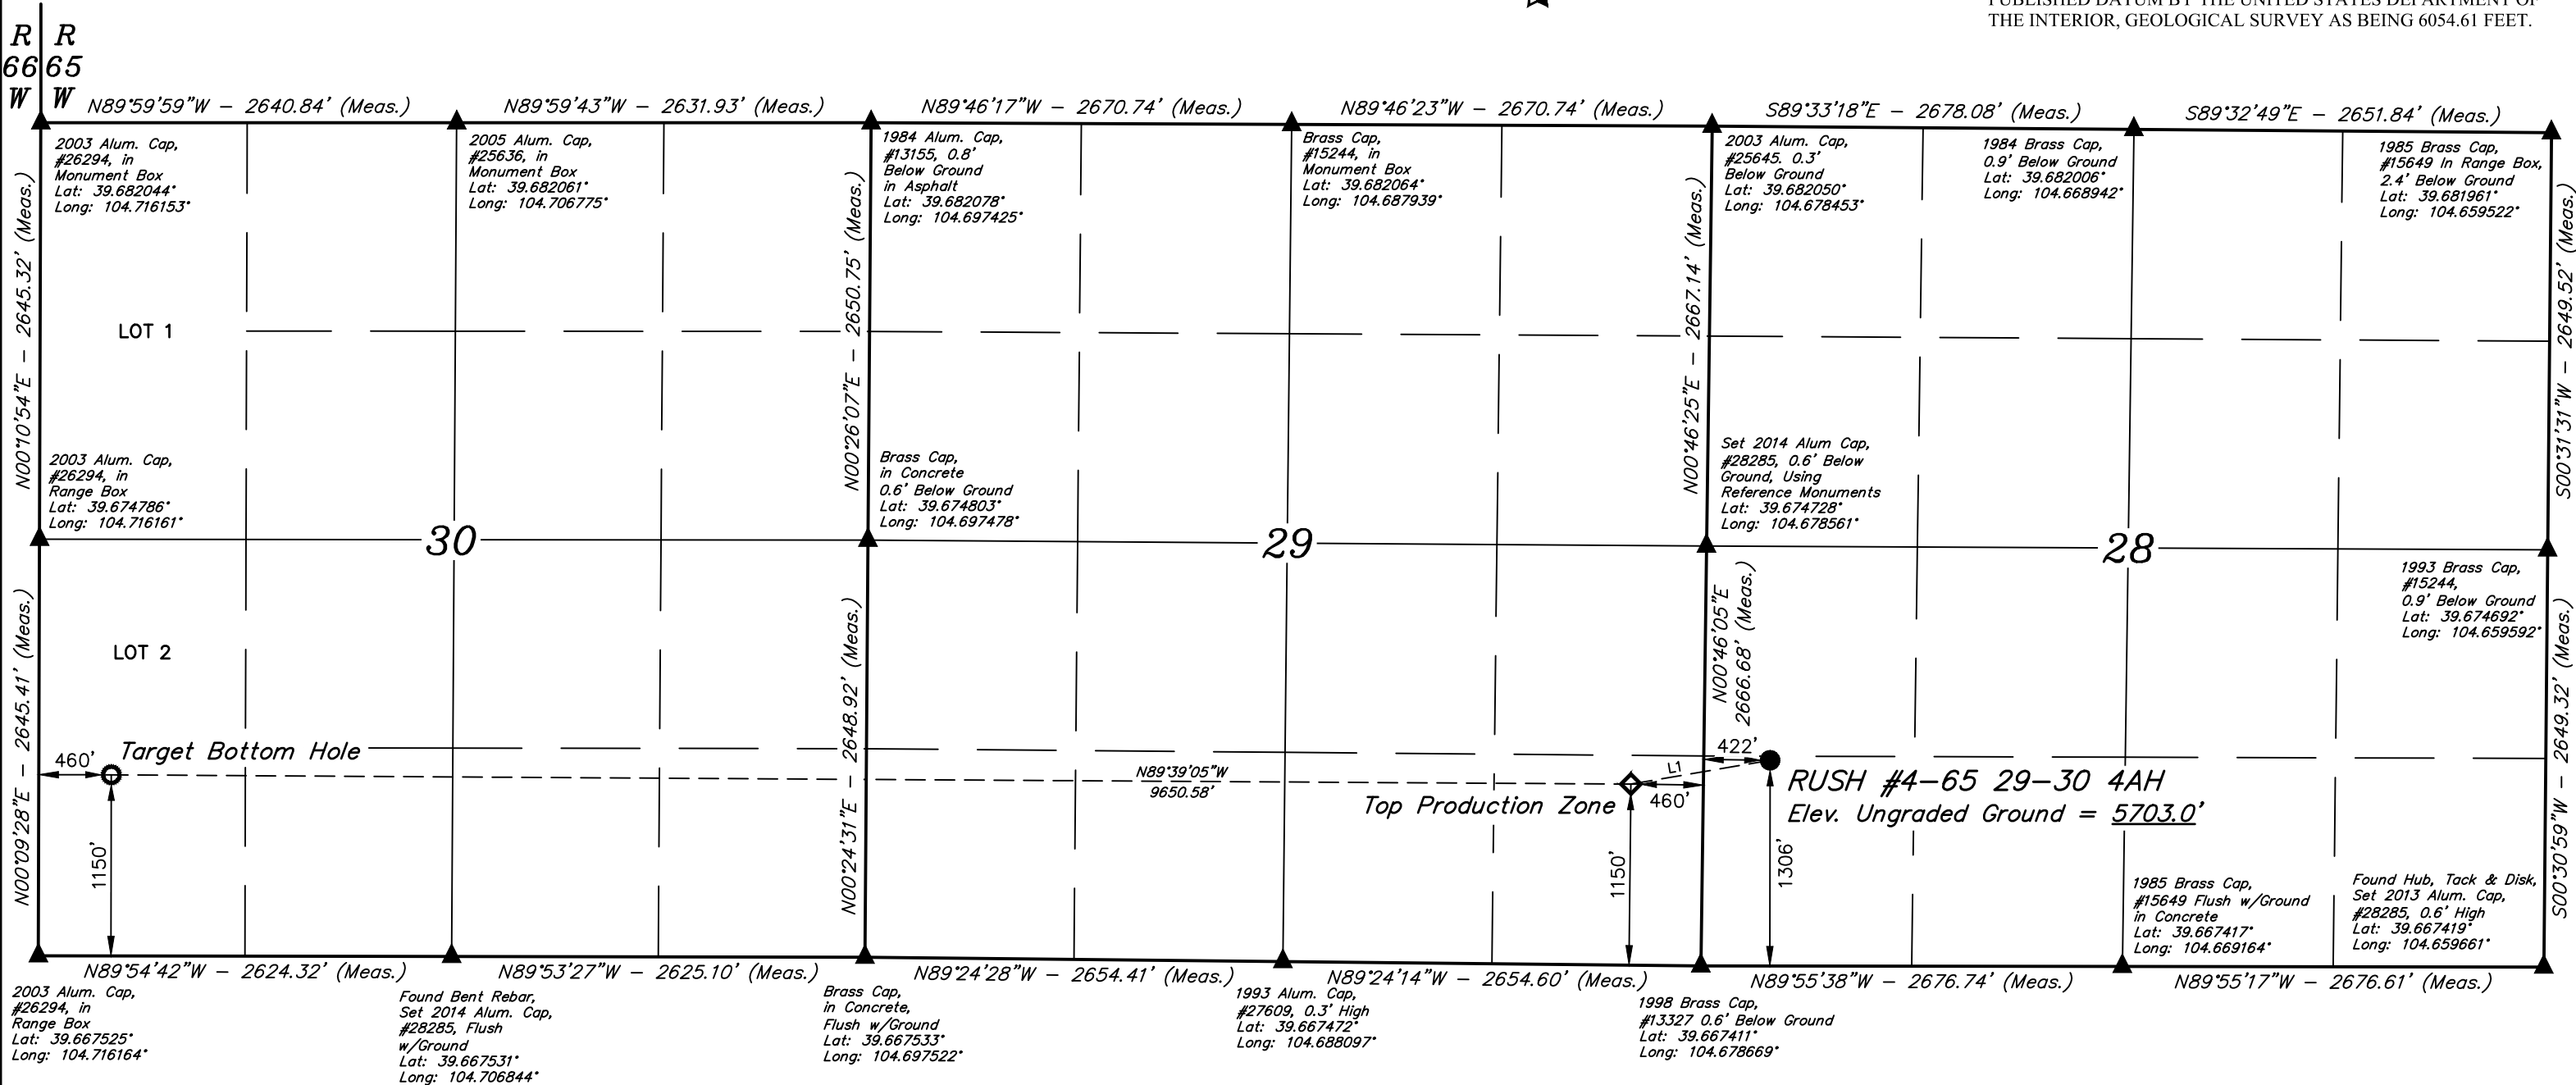 PUBLISHED DATUM BY THE UNITED STATES DEPARTMENT OF
THE INTERIOR, GEOLOGICAL SURVEY AS BEING 6054.61 FEET.
R R
66 65
W W
N89°59'59"W - 2640.84' (Meas.)
N89°59'43"W - 2631.93' (Meas.)
N89°46'17"W - 2670.74' (Meas.)
N89°46'23"W - 2670.74' (Meas.)
S89°33'18"E - 2678.08' (Meas.)
S89°32'49"E - 2651.84' (Meas.)
2003 Alum. Cap,
#26294, in
Monument Box
Lat: 39.682044°
Long: 104.716153°
2005 Alum. Cap,
#25636, in
Monument Box
Lat: 39.682061°
Long: 104.706775°
1984 Alum. Cap,
#13155, 0.8'
Below Ground
in Asphalt
Lat: 39.682078°
Long: 104.697425°
Brass Cap,
#15244, in
Monument Box
Lat: 39.682064°
Long: 104.687939°
2003 Alum. Cap,
#25645. 0.3'
Below Ground
Lat: 39.682050°
Long: 104.678453°
1984 Brass Cap,
0.9' Below Ground
Lat: 39.682006°
Long: 104.668942°
1985 Brass Cap,
#15649 In Range Box,
2.4' Below Ground
Lat: 39.681961°
Long: 104.659522°
N00°10'54"E - 2645.32' (Meas.)
N00°26'07"E - 2650.75' (Meas.)
N00°46'25"E - 2667.14' (Meas.)
S00°31'31"W - 2649.52' (Meas.)
LOT 1
2003 Alum. Cap,
#26294, in
Range Box
Lat: 39.674786°
Long: 104.716161°
Brass Cap,
in Concrete
0.6' Below Ground
Lat: 39.674803°
Long: 104.697478°
Set 2014 Alum Cap,
#28285, 0.6' Below
Ground, Using
Reference Monuments
Lat: 39.674728°
Long: 104.678561°
30
29
28
1993 Brass Cap,
#15244,
0.9' Below Ground
Lat: 39.674692°
Long: 104.659592°
LOT 2
N00°09'28"E - 2645.41' (Meas.)
N00°24'31"E - 2648.92' (Meas.)
N00°46'05"E
2666.68' (Meas.)
S00°30'59"W - 2649.32' (Meas.)
460'
Target Bottom Hole
N89°39'05"W
9650.58'
L1
422'
460'
Top Production Zone
RUSH #4-65 29-30 4AH
Elev. Ungraded Ground = 5703.0'
1150'
1150'
1306'
1985 Brass Cap,
#15649 Flush w/Ground
in Concrete
Lat: 39.667417°
Long: 104.669164°
Found Hub, Tack & Disk,
Set 2013 Alum. Cap,
#28285, 0.6' High
Lat: 39.667419°
Long: 104.659661°
N89°54'42"W - 2624.32' (Meas.)
N89°53'27"W - 2625.10' (Meas.)
N89°24'28"W - 2654.41' (Meas.)
N89°24'14"W - 2654.60' (Meas.)
N89°55'38"W - 2676.74' (Meas.)
N89°55'17"W - 2676.61' (Meas.)
2003 Alum. Cap,
#26294, in
Range Box
Lat: 39.667525°
Long: 104.716164°
Found Bent Rebar,
Set 2014 Alum. Cap,
#28285, Flush
w/Ground
Lat: 39.667531°
Long: 104.706844°
Brass Cap,
in Concrete,
Flush w/Ground
Lat: 39.667533°
Long: 104.697522°
1993 Alum. Cap,
#27609, 0.3' High
Lat: 39.667472°
Long: 104.688097°
1998 Brass Cap,
#13327 0.6' Below Ground
Lat: 39.667411°
Long: 104.678669°